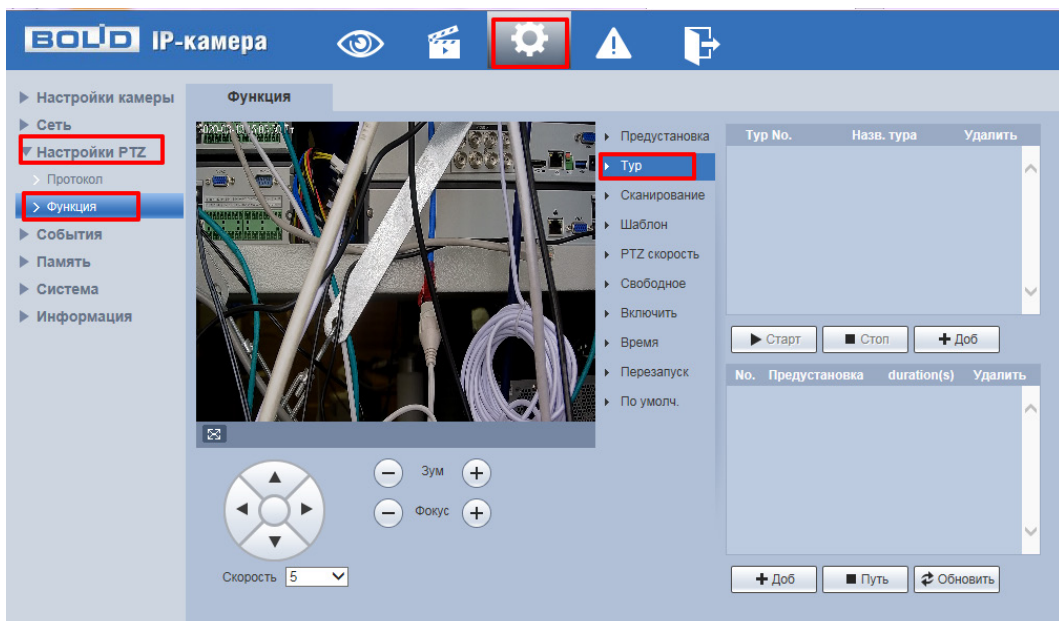 BOLID IP-камера
Настройки камеры
Сеть
Настройки PTZ
Протокол
Функция
События
Память
Система
Информация
Функция
Предустановка
Тур
Сканирование
Шаблон
PTZ скорость
Свободное
Включить
Время
Перезапуск
По умолч.
Тур No. Назв. тура Удалить
Старт Стоп Доб
No. Предустановка duration(s) Удалить
Доб Путь Обновить
Зум
Фокус
Скорость 5